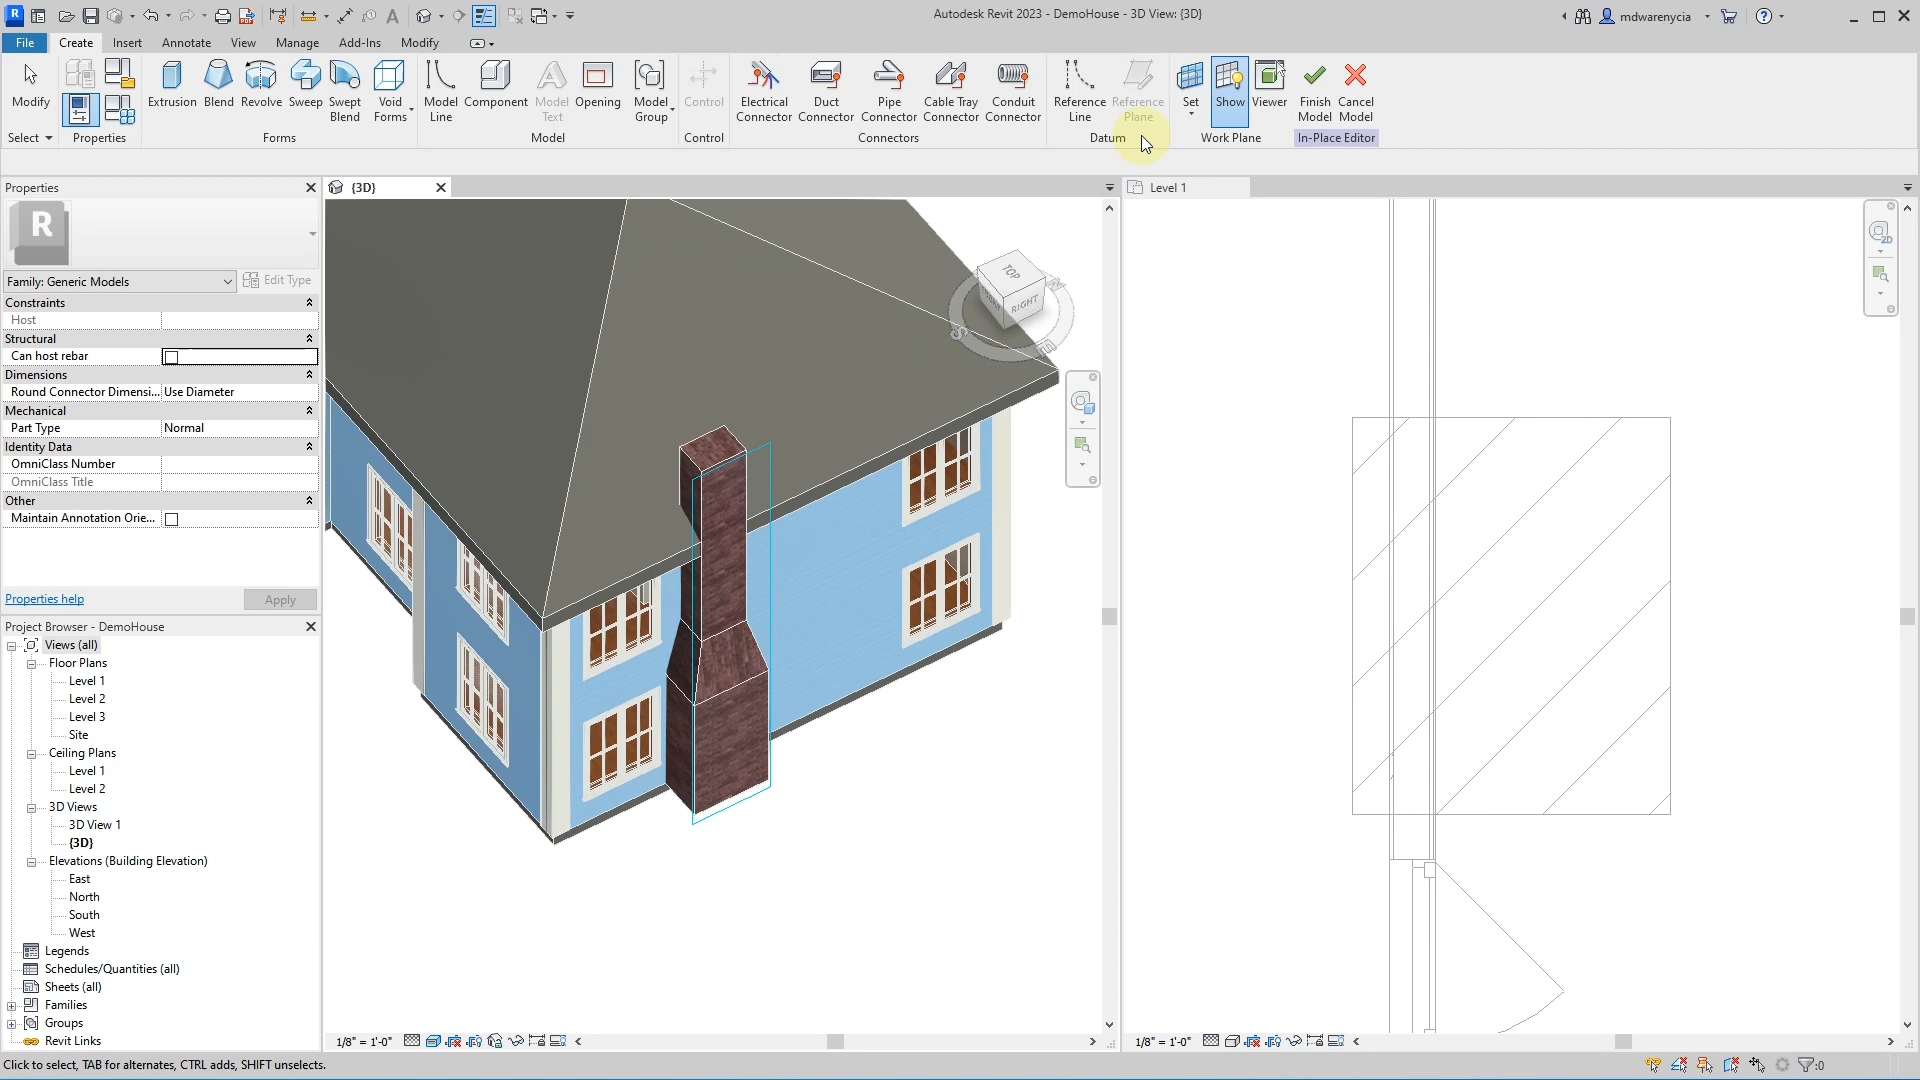 Autodesk Revit 2023 - DemoHouse - 3D View: {3D}
mdwarenycia
File
Create
Insert
Annotate
View
Manage
Add-Ins
Modify
Modify
Extrusion
Blend
Revolve
Sweep
Swept Blend
Void Forms
Model Line
Component
Model Text
Opening
Model Group
Control
Electrical Connector
Duct Connector
Pipe Connector
Cable Tray Connector
Conduit Connector
Reference Line
Reference Plane
Set
Show
Viewer
Finish Model
Cancel Model
Select
Properties
Forms
Model
Control
Connectors
Datum
Work Plane
In-Place Editor
Properties
{3D}
Level 1
R
Family: Generic Models
Edit Type
Constraints
Host
Structural
Can host rebar
Dimensions
Round Connector Dimensi... Use Diameter
Mechanical
Part Type Normal
Identity Data
OmniClass Number
OmniClass Title
Other
Maintain Annotation Orie...
Properties help
Apply
TOP
RIGHT
2D
Project Browser - DemoHouse
Views (all)
Floor Plans
Level 1
Level 2
Level 3
Site
Ceiling Plans
Level 1
Level 2
3D Views
3D View 1
{3D}
Elevations (Building Elevation)
East
North
South
West
Legends
Schedules/Quantities (all)
Sheets (all)
Families
Groups
Revit Links
1/8" = 1'-0"
1/8" = 1'-0"
Click to select, TAB for alternates, CTRL adds, SHIFT unselects.
:0